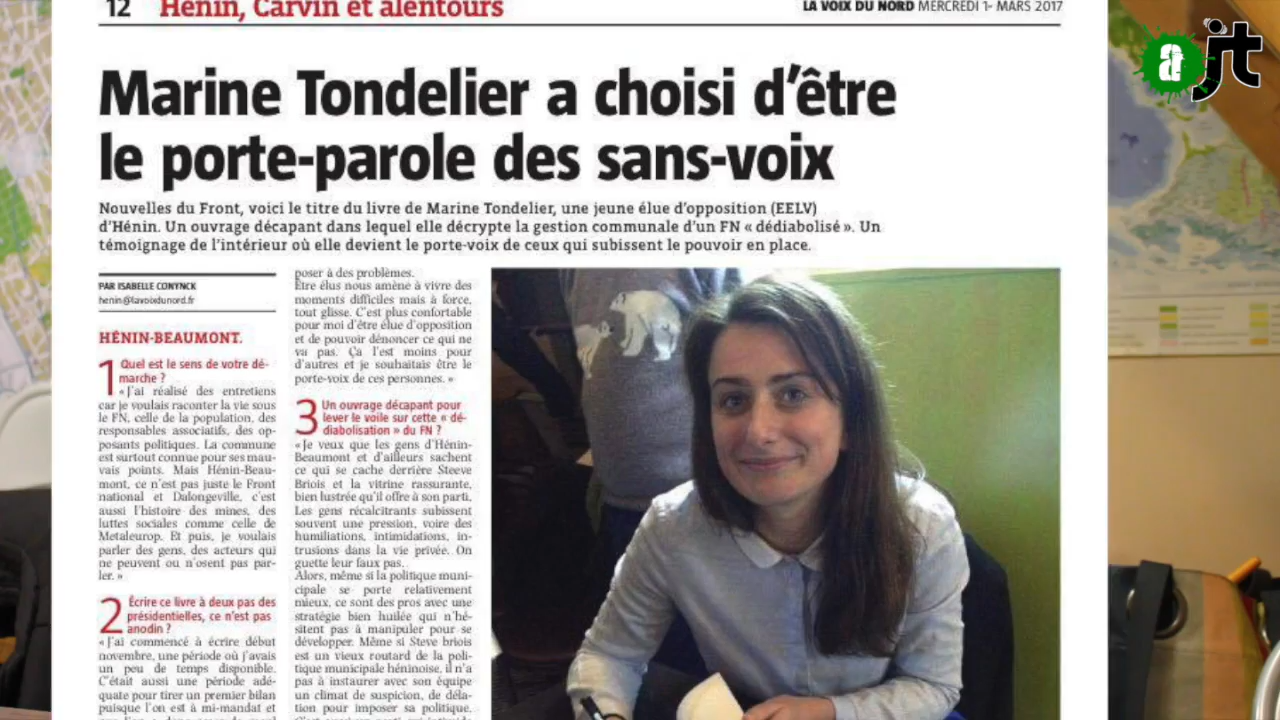 12 Hénin, Carvin et alentours
LA VOIX DU NORD MERCREDI 1er MARS 2017
a jt
Marine Tondelier a choisi d'être
le porte-parole des sans-voix
Nouvelles du Front, voici le titre du livre de Marine Tondelier, une jeune élue d'opposition (EELV)
d'Hénin. Un ouvrage décapant dans lequel elle décrypte la gestion communale d'un FN « dédiabolisé ». Un
témoignage de l'intérieur où elle devient le porte-voix de ceux qui subissent le pouvoir en place.
PAR ISABELLE CONYNCK
henin@lavoixdunord.fr
HÉNIN-BEAUMONT.
1 Quel est le sens de votre dé-
marche ?
« J'ai réalisé des entretiens
car je voulais raconter la vie sous
le FN, celle de la population, des
responsables associatifs, des op-
posants politiques. La commune
est surtout connue pour ses mau-
vais points. Mais Hénin-Beau-
mont, ce n'est pas juste le Front
national et Dalongeville, c'est
aussi l'histoire des mines, des
luttes sociales comme celle de
Metaleurop. Et puis, je voulais
parler des gens, des acteurs qui
ne peuvent ou n'osent pas par-
ler. »
2 Écrire ce livre à deux pas des
présidentielles, ce n'est pas
anodin ?
« J'ai commencé à écrire début
novembre, une période où j'avais
un peu de temps disponible.
C'était aussi une période adé-
quate pour tirer un premier bilan
puisque l'on est à mi-mandat et
poser à des problèmes.
Être élus nous amène à vivre des
moments difficiles mais à force,
tout glisse. C'est plus confortable
pour moi d'être élue d'opposition
et de pouvoir dénoncer ce qui ne
va pas. Ça l'est moins pour
d'autres et je souhaitais être le
porte-voix de ces personnes. »
3 Un ouvrage décapant pour
lever le voile sur cette « dé-
diabolisation » du FN ?
« Je veux que les gens d'Hénin-
Beaumont et d'ailleurs sachent
ce qui se cache derrière Steeve
Briois et la vitrine rassurante,
bien lustrée qu'il offre à son parti.
Les gens récalcitrants subissent
souvent une pression, voire des
humiliations, intimidations, in-
trusions dans la vie privée. On
guette leur faux pas.
Alors, même si la politique muni-
cipale se porte relativement
mieux, ce sont des pros avec une
stratégie bien huilée qui n'hé-
sitent pas à manipuler pour se
développer. Même si Steve briois
est un vieux routard de la poli-
tique municipale héninoise, il n'a
pas à instaurer avec son équipe
un climat de suspicion, de déla-
tion pour imposer sa politique.